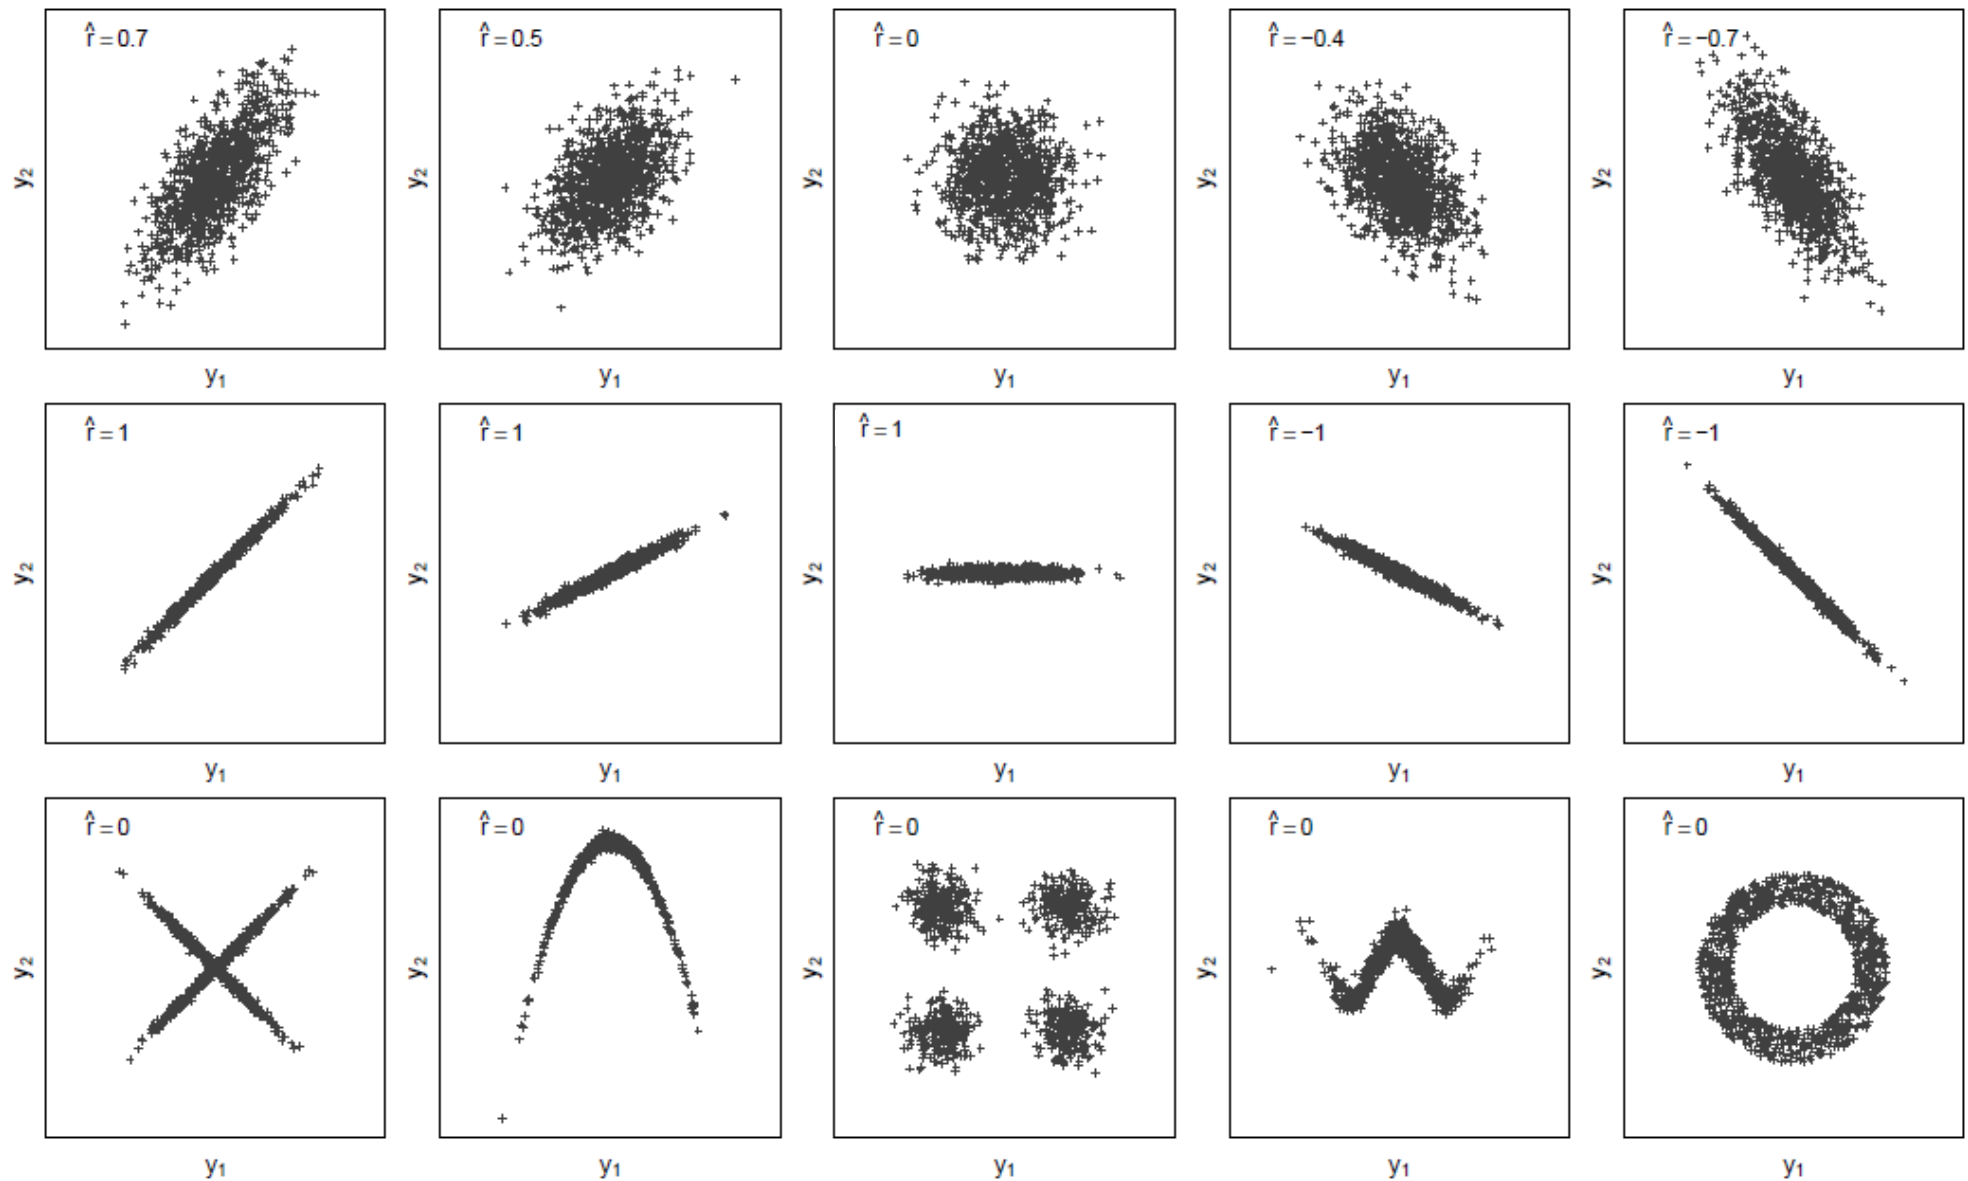 r̂ = 0.7
r̂ = 0.5
r̂ = 0
r̂ = −0.4
r̂ = −0.7
y₂
y₂
y₂
y₂
y₂
y₁
y₁
y₁
y₁
y₁
r̂ = 1
r̂ = 1
r̂ = 1
r̂ = −1
r̂ = −1
y₂
y₂
y₂
y₂
y₂
y₁
y₁
y₁
y₁
y₁
r̂ = 0
r̂ = 0
r̂ = 0
r̂ = 0
r̂ = 0
y₂
y₂
y₂
y₂
y₂
y₁
y₁
y₁
y₁
y₁